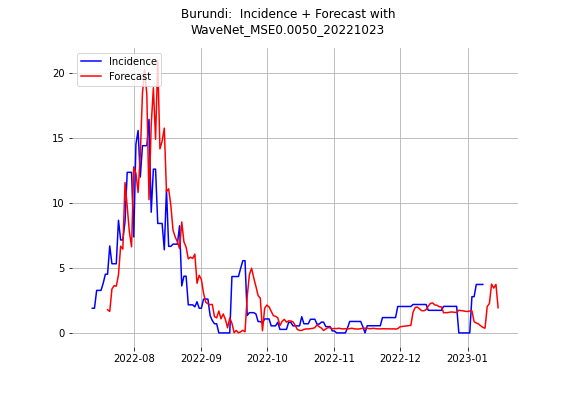 Burundi:  Incidence + Forecast with
WaveNet_MSE0.0050_20221023
Incidence
Forecast
20
15
10
5
0
2022-08 2022-09 2022-10 2022-11 2022-12 2023-01